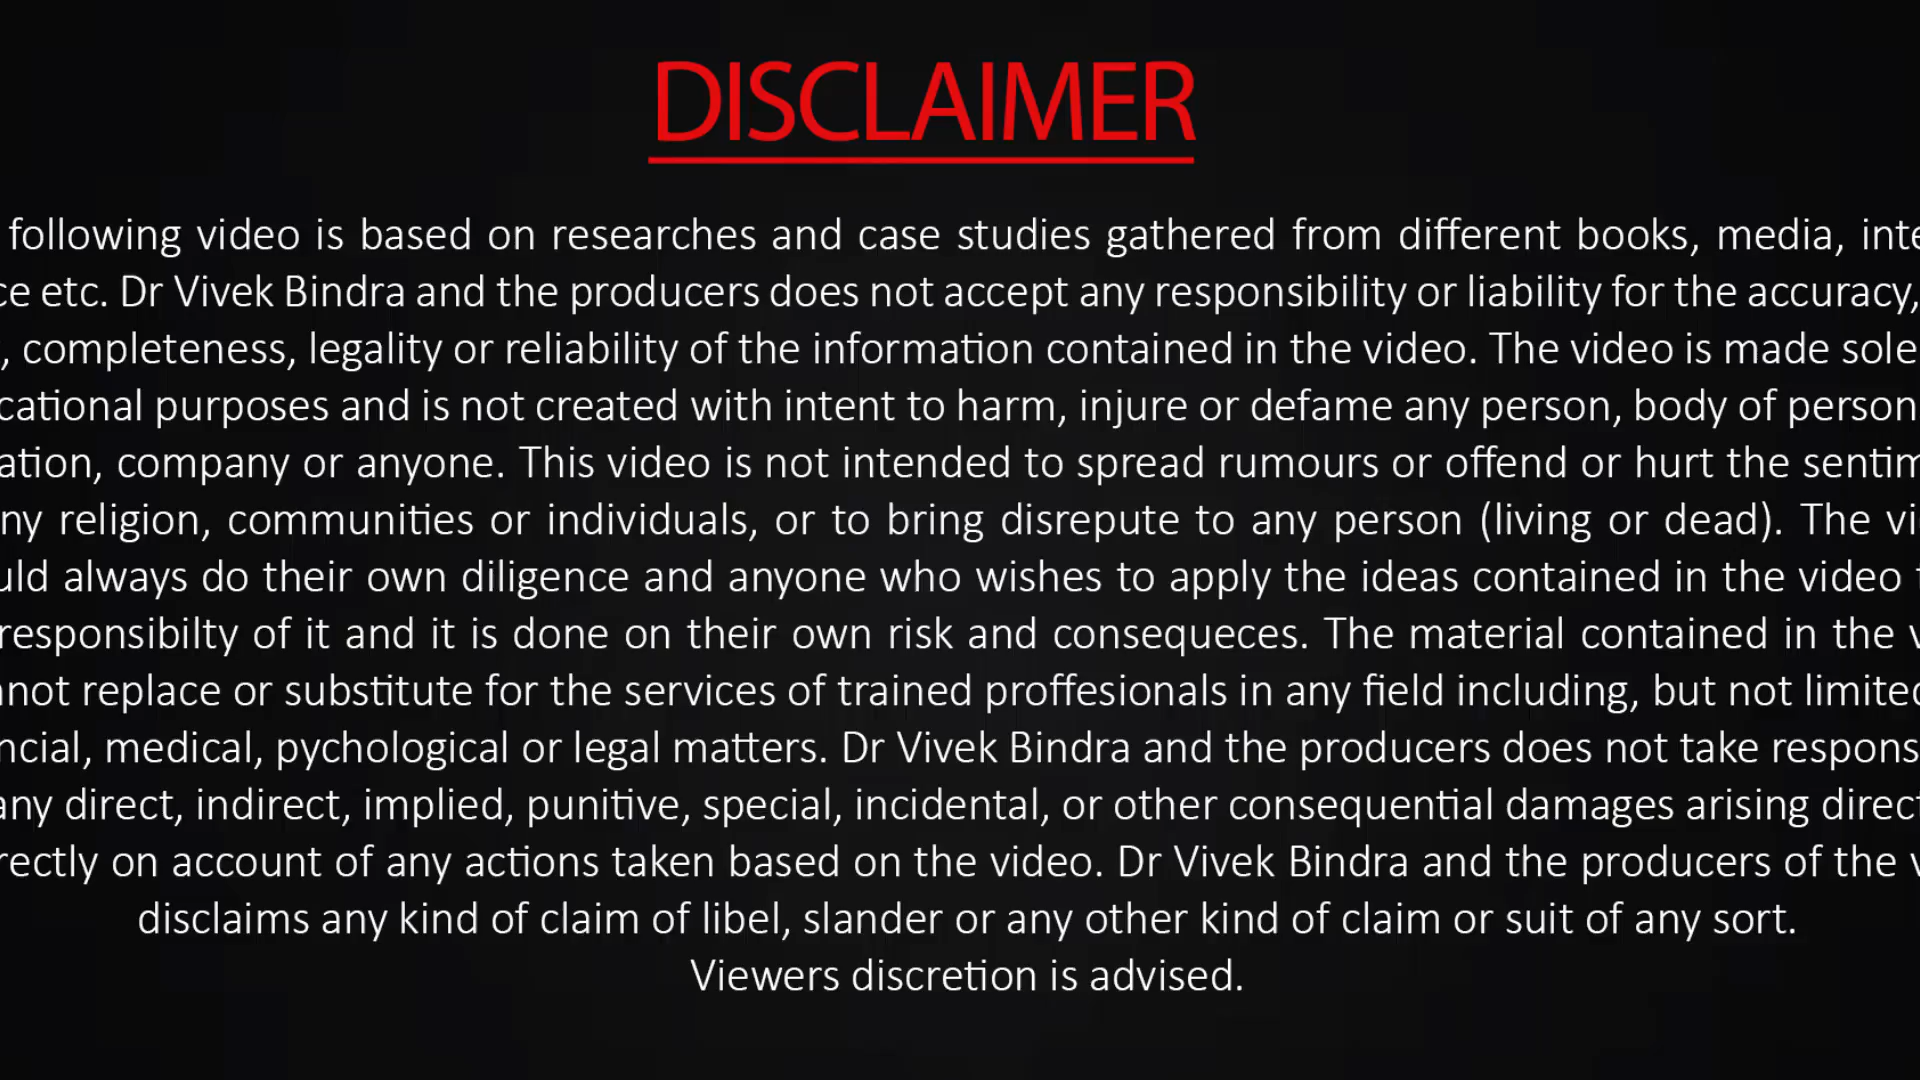 DISCLAIMER
following video is based on researches and case studies gathered from different books, media, inte
ce etc. Dr Vivek Bindra and the producers does not accept any responsibility or liability for the accuracy,
, completeness, legality or reliability of the information contained in the video. The video is made sole
cational purposes and is not created with intent to harm, injure or defame any person, body of person
ation, company or anyone. This video is not intended to spread rumours or offend or hurt the sentim
ny religion, communities or individuals, or to bring disrepute to any person (living or dead). The vi
uld always do their own diligence and anyone who wishes to apply the ideas contained in the video
responsibilty of it and it is done on their own risk and consequeces. The material contained in the v
nnot replace or substitute for the services of trained proffesionals in any field including, but not limited
ncial, medical, pychological or legal matters. Dr Vivek Bindra and the producers does not take respons
any direct, indirect, implied, punitive, special, incidental, or other consequential damages arising direct
rectly on account of any actions taken based on the video. Dr Vivek Bindra and the producers of the v
disclaims any kind of claim of libel, slander or any other kind of claim or suit of any sort.
Viewers discretion is advised.